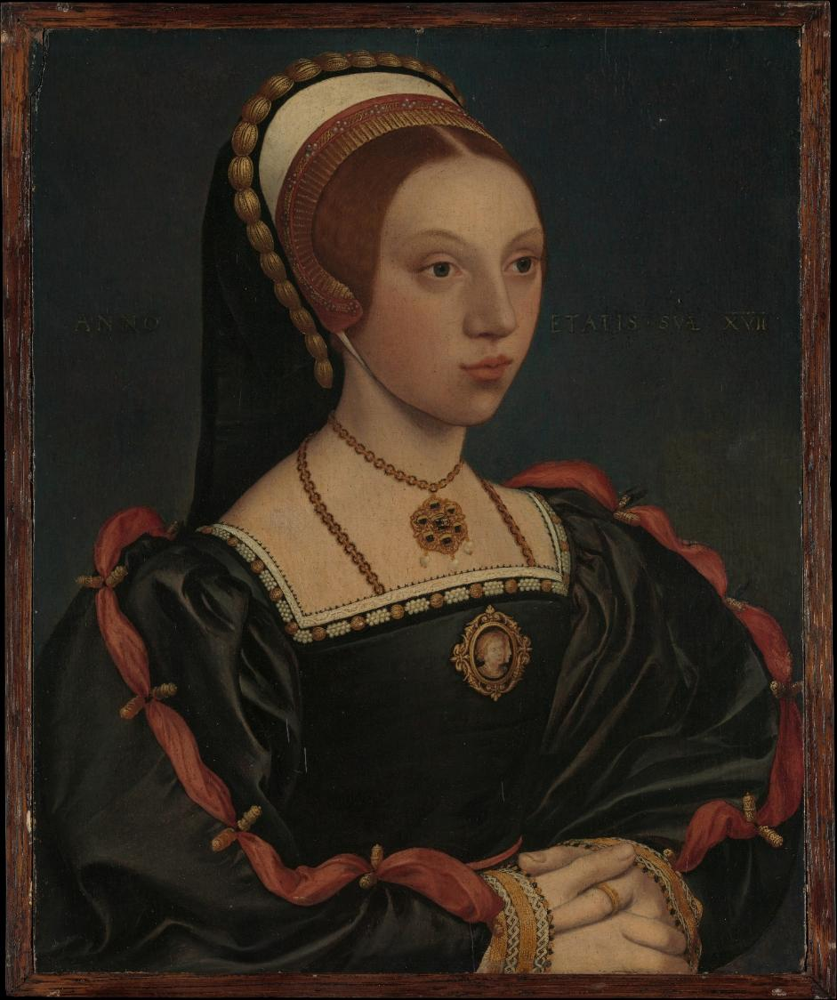 ANNO ETATIS · SVÆ XVII